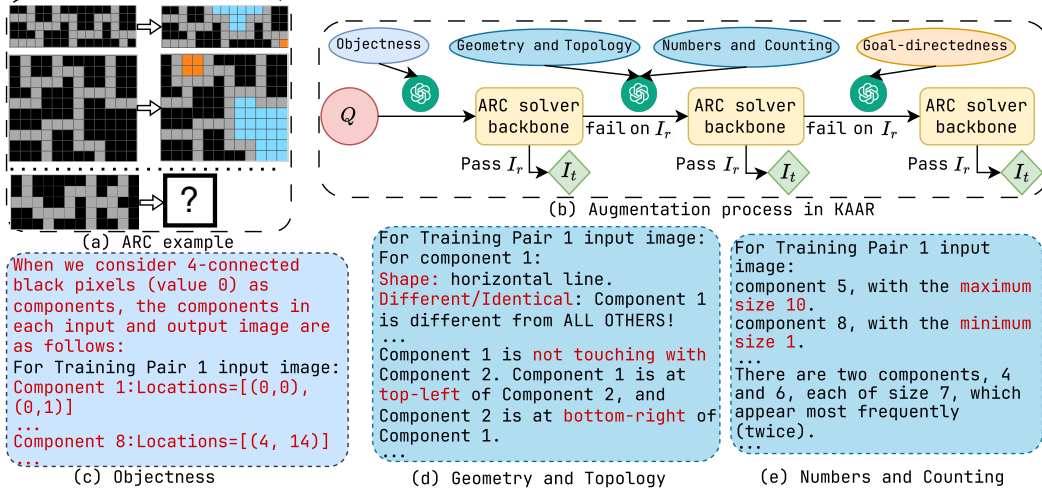 Objectness
Geometry and Topology
Numbers and Counting
Goal-directedness
Q
ARC solver
backbone
fail on I_r
ARC solver
backbone
fail on I_r
ARC solver
backbone
Pass I_r
I_t
Pass I_r
I_t
Pass I_r
I_t
(b) Augmentation process in KAAR
?
(a) ARC example
When we consider 4-connected
black pixels (value 0) as
components, the components in
each input and output image are
as follows:
For Training Pair 1 input image:
Component 1:Locations=[(0,0),
(0,1)]
...
Component 8:Locations=[(4, 14)]
...
(c) Objectness
For Training Pair 1 input image:
For component 1:
Shape: horizontal line.
Different/Identical: Component 1
is different from ALL OTHERS!
...
Component 1 is not touching with
Component 2. Component 1 is at
top-left of Component 2, and
Component 2 is at bottom-right of
Component 1.
...
(d) Geometry and Topology
For Training Pair 1 input
image:
component 5, with the maximum
size 10.
component 8, with the minimum
size 1.
...
There are two components, 4
and 6, each of size 7, which
appear most frequently
(twice).
...
(e) Numbers and Counting